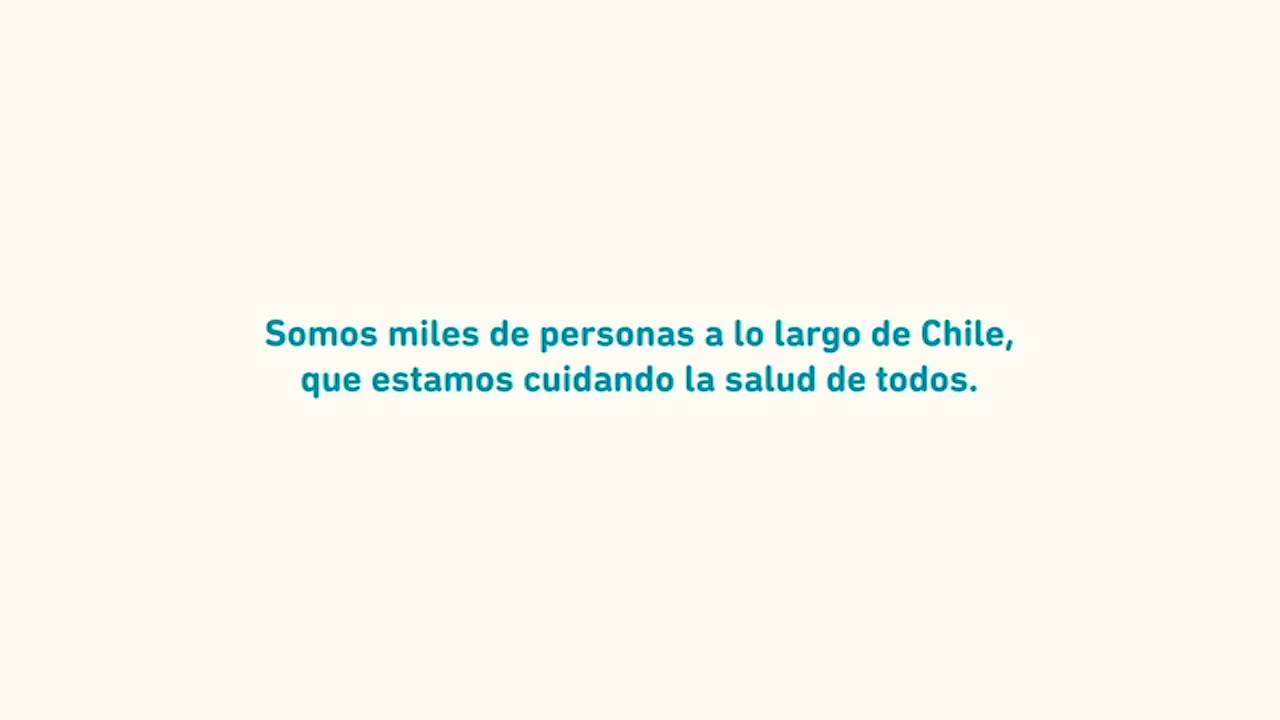 Somos miles de personas a lo largo de Chile,
que estamos cuidando la salud de todos.